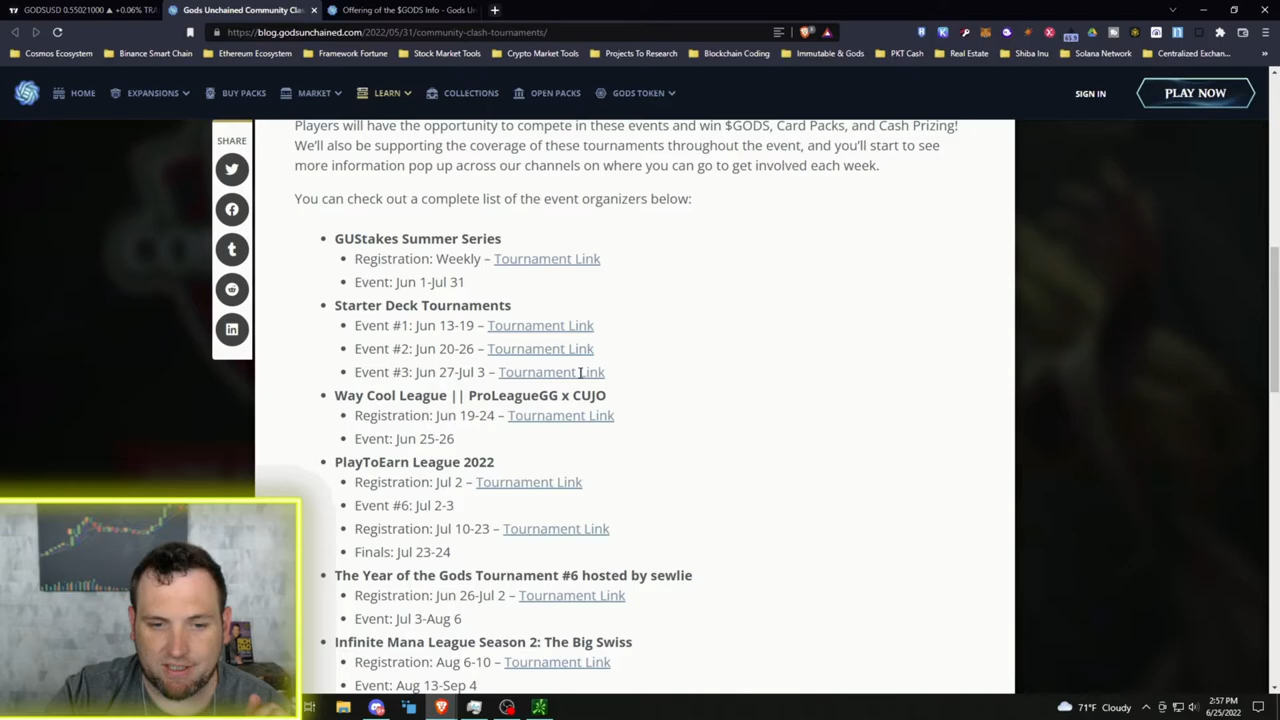 GODSUSD 0.55021000 ▲ +0.06% TRA
Gods Unchained Community Clas
Offering of the $GODS Info - Gods Un
https://blog.godsunchained.com/2022/05/31/community-clash-tournaments/
Cosmos Ecosystem
Binance Smart Chain
Ethereum Ecosystem
Framework Fortune
Stock Market Tools
Crypto Market Tools
Projects To Research
Blockchain Coding
Immutable & Gods
PKT Cash
Real Estate
Shiba Inu
Solana Network
Centralized Exchan...
HOME
EXPANSIONS
BUY PACKS
MARKET
LEARN
COLLECTIONS
OPEN PACKS
GODS TOKEN
SIGN IN
PLAY NOW
SHARE
Players will have the opportunity to compete in these events and win $GODS, Card Packs, and Cash Prizing!
We'll also be supporting the coverage of these tournaments throughout the event, and you'll start to see
more information pop up across our channels on where you can go to get involved each week.
You can check out a complete list of the event organizers below:
GUStakes Summer Series
Registration: Weekly – Tournament Link
Event: Jun 1-Jul 31
Starter Deck Tournaments
Event #1: Jun 13-19 – Tournament Link
Event #2: Jun 20-26 – Tournament Link
Event #3: Jun 27-Jul 3 – Tournament Link
Way Cool League || ProLeagueGG x CUJO
Registration: Jun 19-24 – Tournament Link
Event: Jun 25-26
PlayToEarn League 2022
Registration: Jul 2 – Tournament Link
Event #6: Jul 2-3
Registration: Jul 10-23 – Tournament Link
Finals: Jul 23-24
The Year of the Gods Tournament #6 hosted by sewlie
Registration: Jun 26-Jul 2 – Tournament Link
Event: Jul 3-Aug 6
Infinite Mana League Season 2: The Big Swiss
Registration: Aug 6-10 – Tournament Link
Event: Aug 13-Sep 4
RICH DAD
71°F Cloudy
2:57 PM
6/25/2022